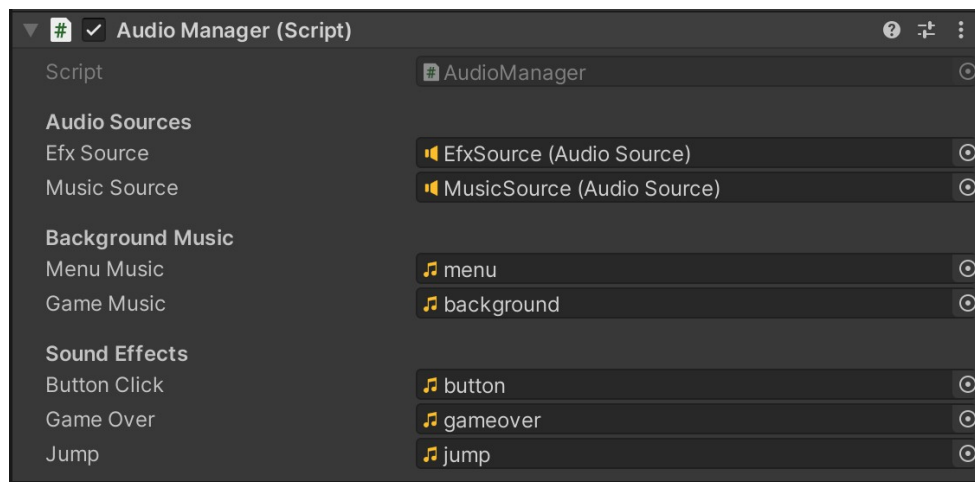 Audio Manager (Script)
Script AudioManager
Audio Sources
Efx Source EfxSource (Audio Source)
Music Source MusicSource (Audio Source)
Background Music
Menu Music menu
Game Music background
Sound Effects
Button Click button
Game Over gameover
Jump jump